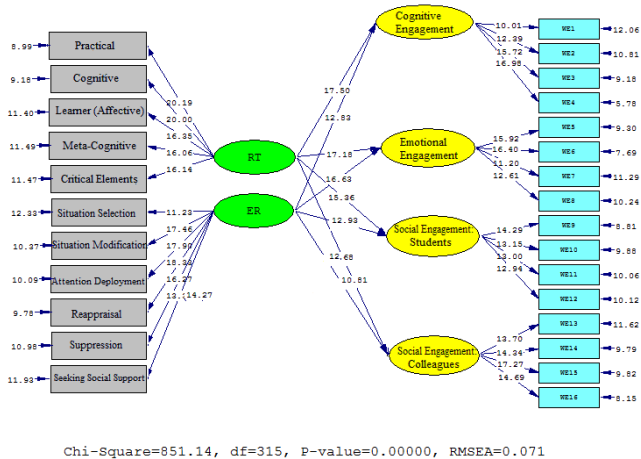 Cognitive
Engagement
Practical
8.99
Cognitive
9.18
Learner (Affective)
11.40
Meta-Cognitive
11.49
Critical Elements
11.47
Situation Selection
12.33
Situation Modification
10.37
Attention Deployment
10.09
Reappraisal
9.78
Suppression
10.98
Seeking Social Support
11.93
20.19
20.00
16.35
16.06
16.14
11.23
17.46
17.90
18.32
16.27
14.27
RT
ER
17.50
12.83
17.18
16.63
15.36
12.93
12.68
10.81
Emotional
Engagement
Social Engagement:
Students
Social Engagement:
Colleagues
10.01
12.39
15.72
16.98
15.92
16.40
11.20
12.61
14.29
13.15
13.00
12.94
13.70
14.34
17.27
14.69
WE1 12.06
WE2 10.81
WE3 9.18
WE4 5.78
WE5 9.30
WE6 7.69
WE7 11.29
WE8 10.24
WE9 8.81
WE10 9.88
WE11 10.06
WE12 10.12
WE13 11.62
WE14 9.79
WE15 9.82
WE16 8.15
Chi-Square=851.14, df=315, P-value=0.00000, RMSEA=0.071